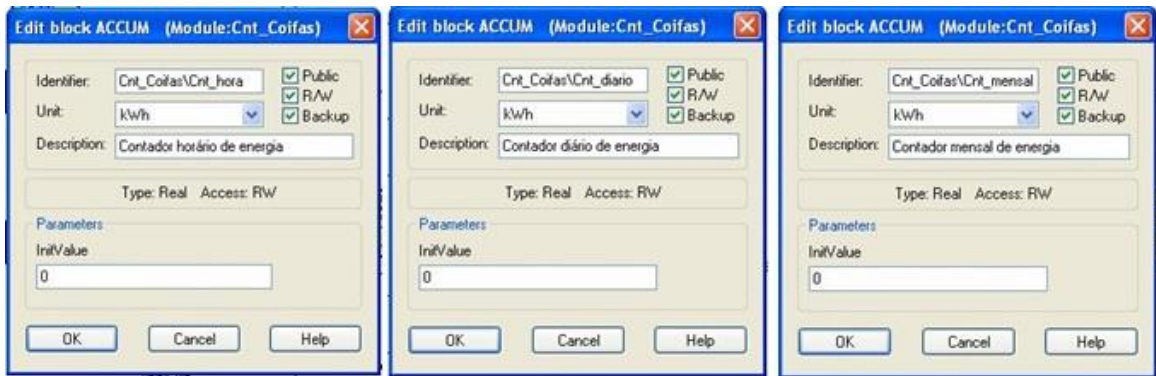 Edit block ACCUM (Module:Cnt_Coifas)
Identifier: Cnt_Coifas\Cnt_hora Public
R/W
Unit: kWh Backup
Description: Contador horário de energia
Type: Real Access: RW
Parameters
InitValue
0
OK Cancel Help
Edit block ACCUM (Module:Cnt_Coifas)
Identifier: Cnt_Coifas\Cnt_diario Public
R/W
Unit: kWh Backup
Description: Contador diário de energia
Type: Real Access: RW
Parameters
InitValue
0
OK Cancel Help
Edit block ACCUM (Module:Cnt_Coifas)
Identifier: Cnt_Coifas\Cnt_mensal Public
R/W
Unit: kWh Backup
Description: Contador mensal de energia
Type: Real Access: RW
Parameters
InitValue
0
OK Cancel Help